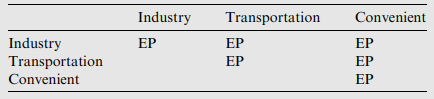 Industry Transportation Convenient
Industry EP EP EP
Transportation EP EP
Convenient EP